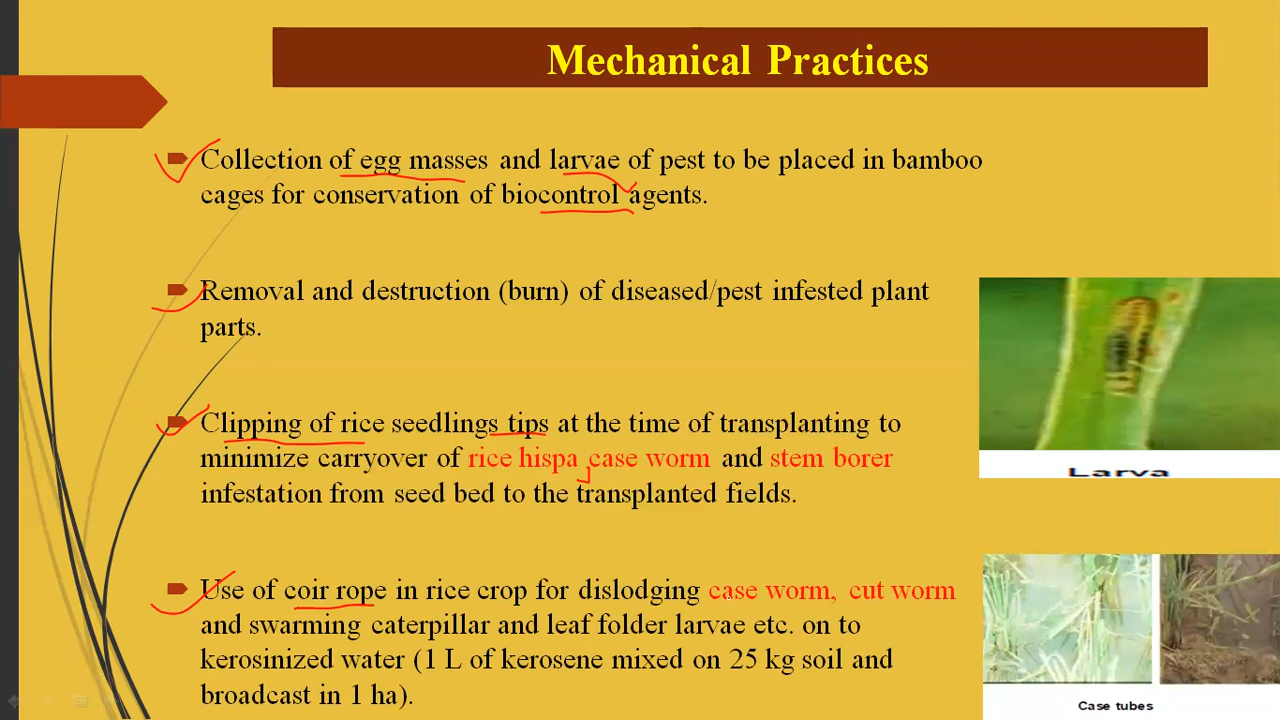 Mechanical Practices
Collection of egg masses and larvae of pest to be placed in bamboo
cages for conservation of biocontrol agents.
Removal and destruction (burn) of diseased/pest infested plant
parts.
Clipping of rice seedlings tips at the time of transplanting to
minimize carryover of rice hispa case worm and stem borer
infestation from seed bed to the transplanted fields.
Larva
Use of coir rope in rice crop for dislodging case worm, cut worm
and swarming caterpillar and leaf folder larvae etc. on to
kerosinized water (1 L of kerosene mixed on 25 kg soil and
broadcast in 1 ha).
Case tubes